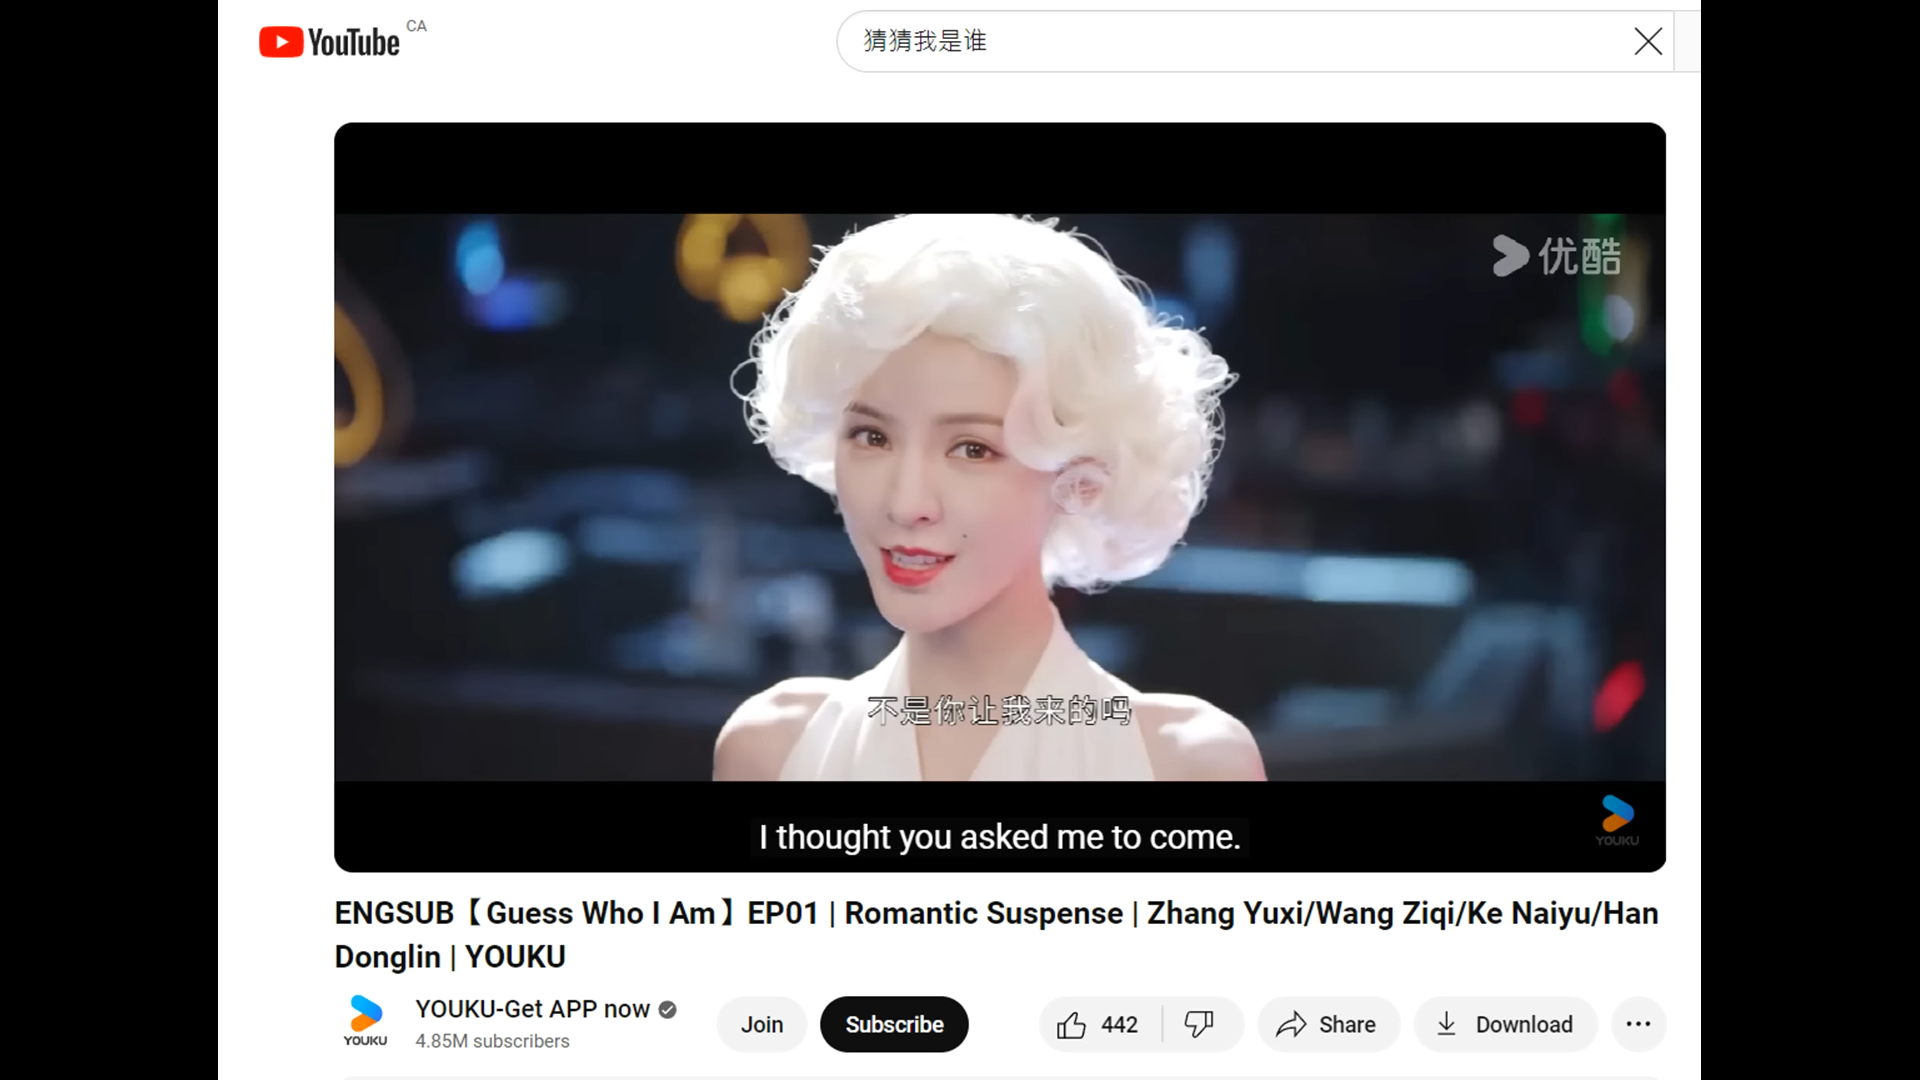 YouTube CA
猜猜我是谁
优酷
不是你让我来的吗
I thought you asked me to come.
YOUKU
ENGSUB【Guess Who I Am】EP01 | Romantic Suspense | Zhang Yuxi/Wang Ziqi/Ke Naiyu/Han
Donglin | YOUKU
YOUKU
YOUKU-Get APP now
4.85M subscribers
Join
Subscribe
442
Share
Download